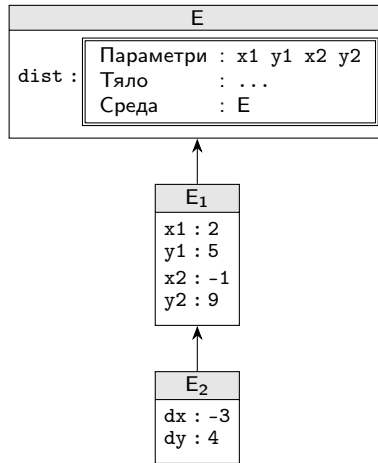 E
dist : Параметри : x1 y1 x2 y2
Тяло : ...
Среда : E
E₁
x1 : 2
y1 : 5
x2 : -1
y2 : 9
E₂
dx : -3
dy : 4